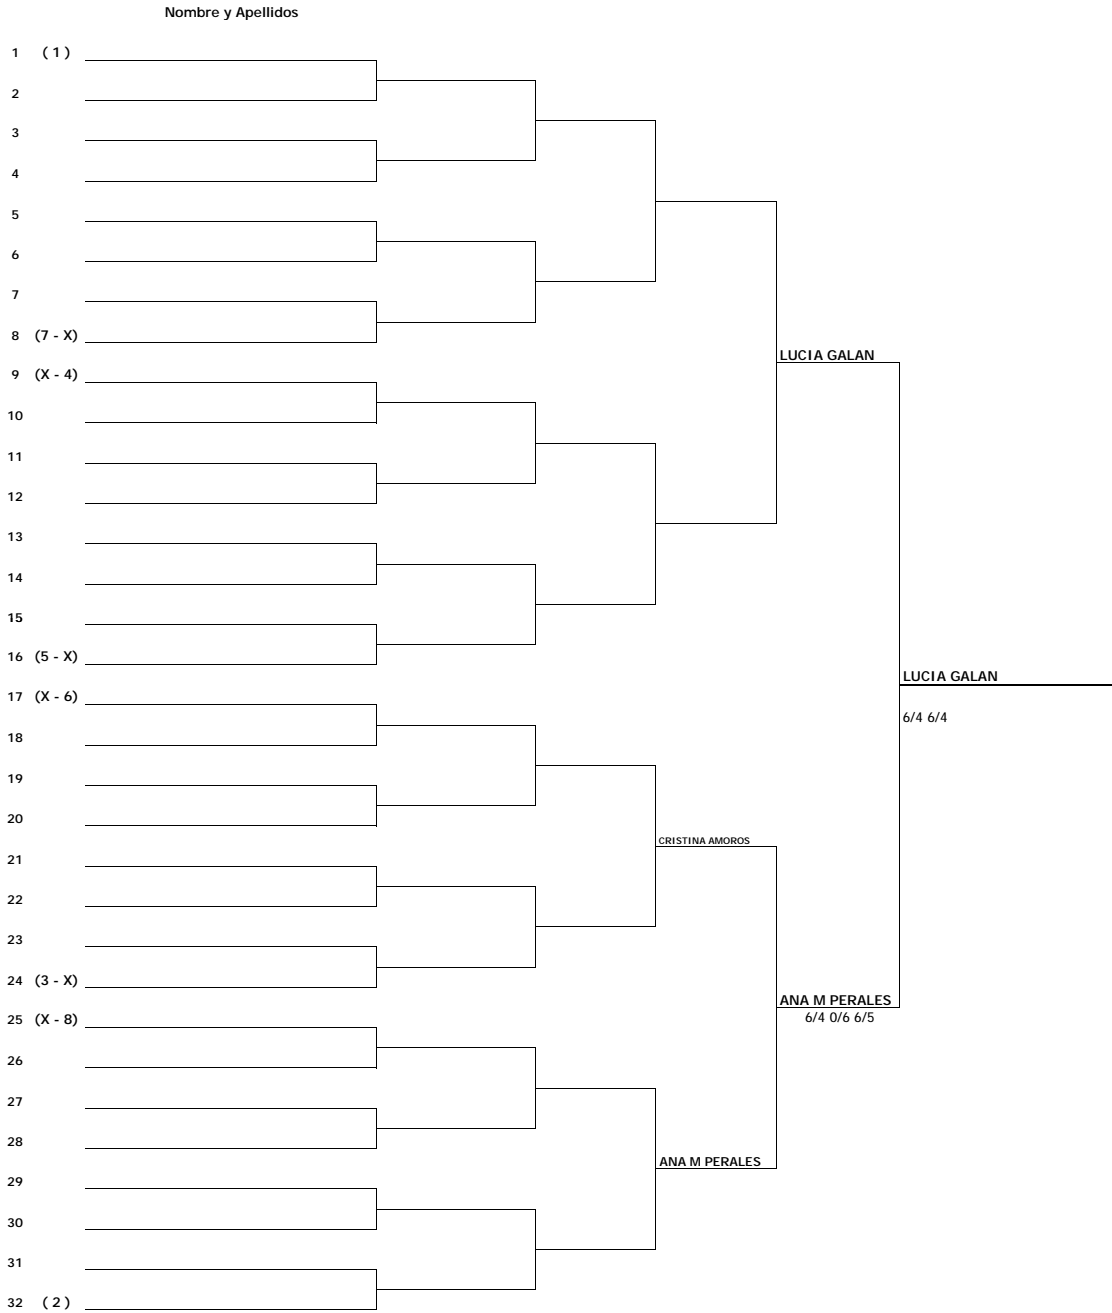 Nombre y Apellidos
1 ( 1 )
2
3
4
5
6
7
8 (7 - X)
LUCIA GALAN
9 (X - 4)
10
11
12
13
14
15
16 (5 - X)
LUCIA GALAN
17 (X - 6)
6/4 6/4
18
19
20
CRISTINA AMOROS
21
22
23
24 (3 - X)
ANA M PERALES
25 (X - 8) 6/4 0/6 6/5
26
27
28
ANA M PERALES
29
30
31
32 ( 2 )